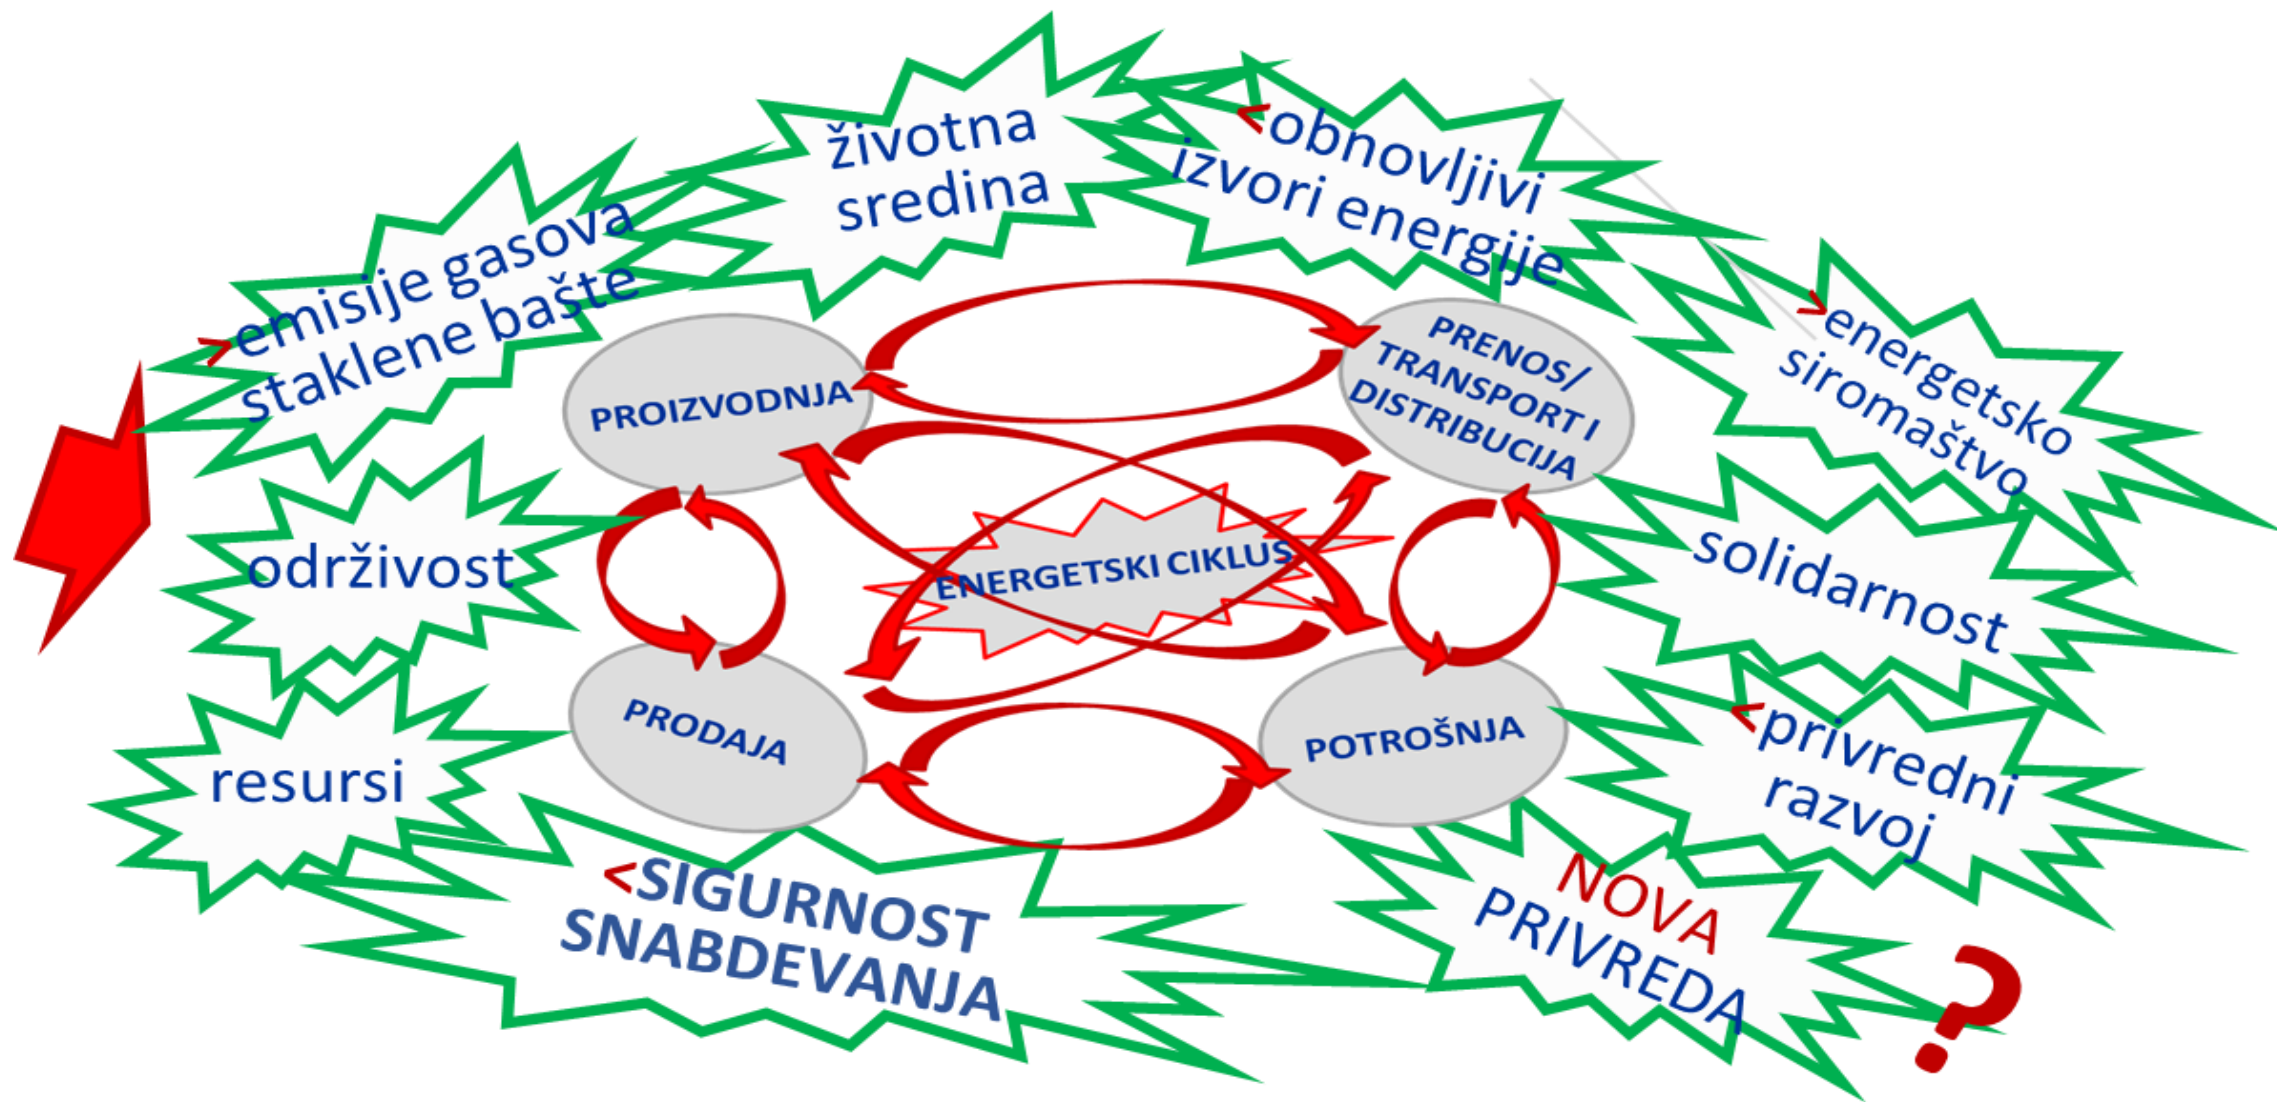 životna
sredina
<obnovljivi
izvori energije
>emisije gasova
staklene bašte
>energetsko
siromaštvo
PROIZVODNJA
PRENOS/
TRANSPORT I
DISTRIBUCIJA
održivost
ENERGETSKI CIKLUS
solidarnost
resursi
PRODAJA
POTROŠNJA
<privredni
razvoj
<SIGURNOST
SNABDEVANJA
NOVA
PRIVREDA
?